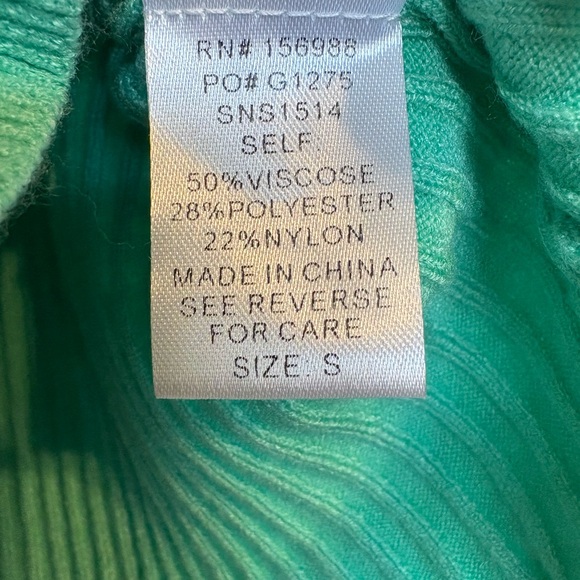 RN# 156986
PO# G1275
SNS1514
SELF:
50%VISCOSE
28%POLYESTER
22%NYLON
MADE IN CHINA
SEE REVERSE
FOR CARE
SIZE: S